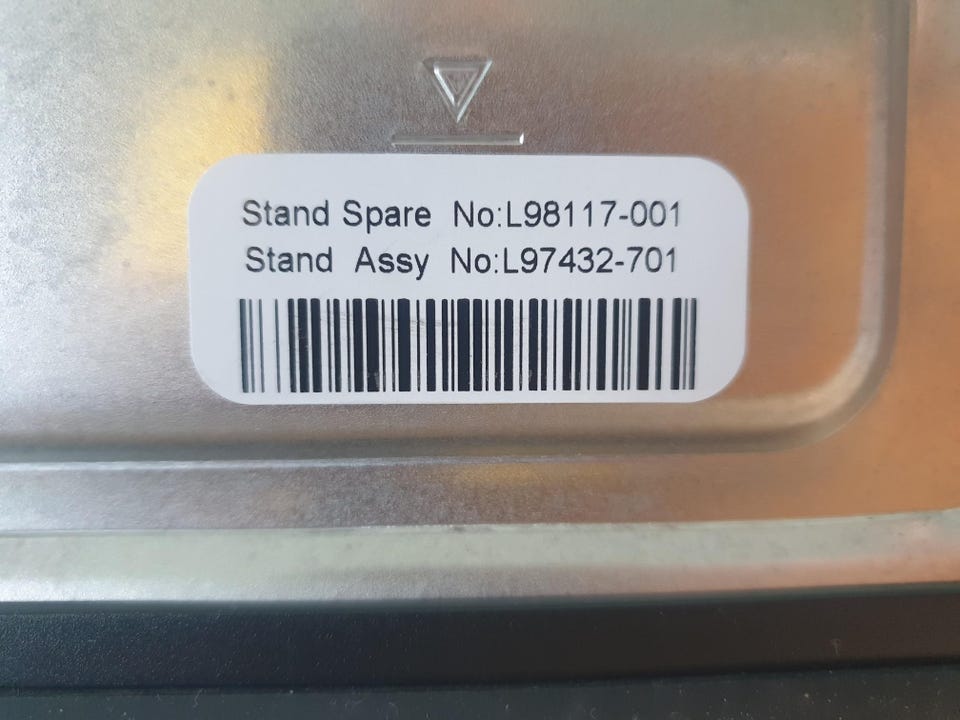 Stand Spare No:L98117-001
Stand Assy No:L97432-701